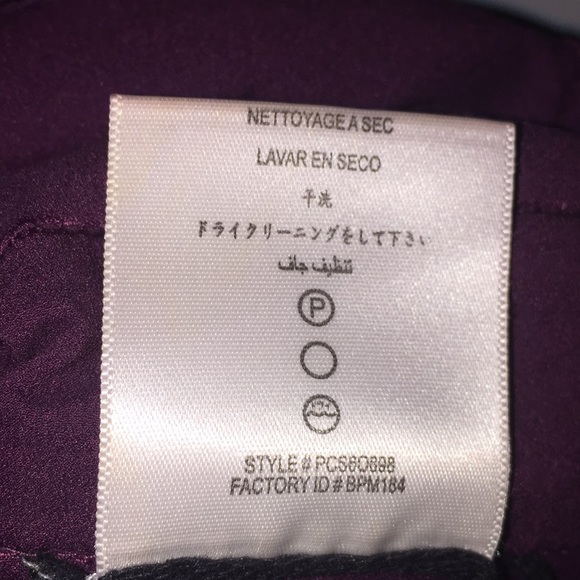 NETTOYAGE A SEC
LAVAR EN SECO
干洗
ドライクリーニングをして下さい
تنظيف جاف
P
STYLE # PCS6O698
FACTORY ID # BPM184